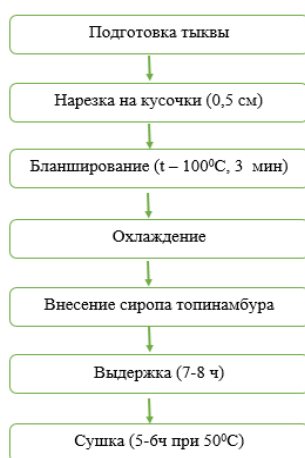 Подготовка тыквы
Нарезка на кусочки (0,5 см)
Бланширование (t – 100⁰С, 3 мин)
Охлаждение
Внесение сиропа топинамбура
Выдержка (7-8 ч)
Сушка (5-6ч при 50⁰С)